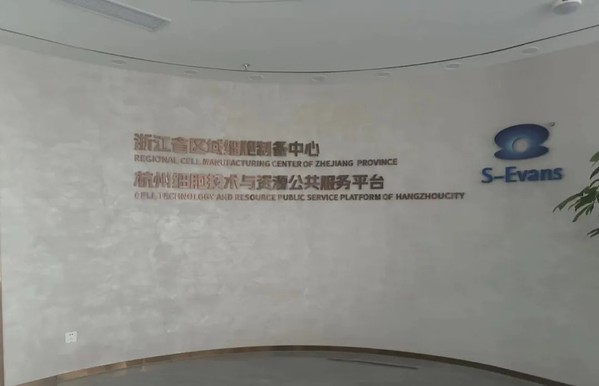 浙江省区域细胞制备中心
REGIONAL CELL MANUFACTURING CENTER OF ZHEJIANG PROVINCE
杭州细胞技术与资源公共服务平台
CELL TECHNOLOGY AND RESOURCE PUBLIC SERVICE PLATFORM OF HANGZHOUCITY
S-Evans